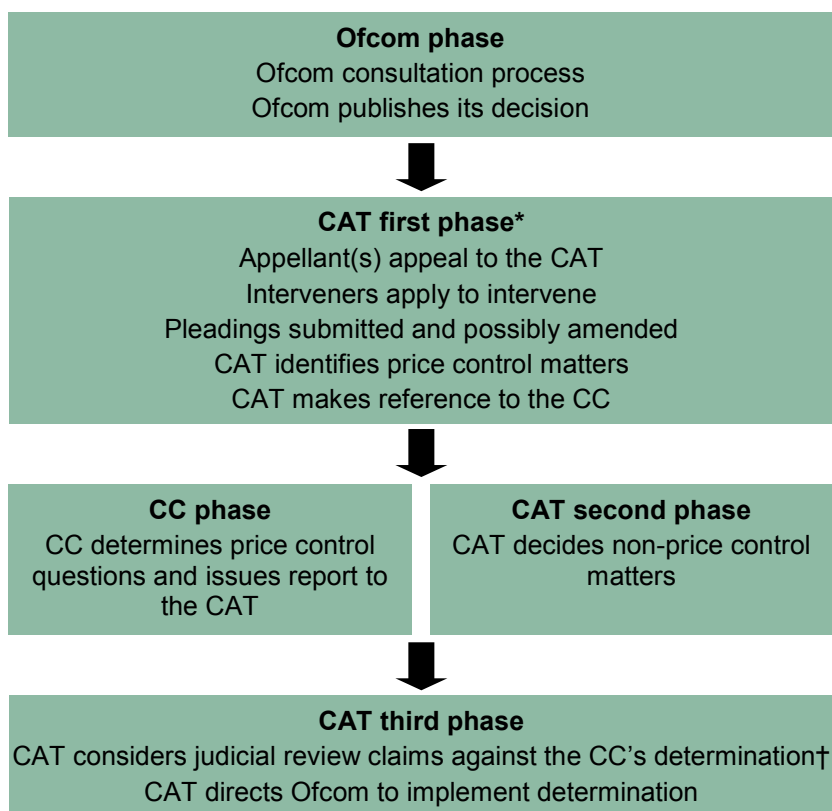 Ofcom phase
Ofcom consultation process
Ofcom publishes its decision
CAT first phase*
Appellant(s) appeal to the CAT
Interveners apply to intervene
Pleadings submitted and possibly amended
CAT identifies price control matters
CAT makes reference to the CC
CC phase
CC determines price control
questions and issues report to
the CAT
CAT second phase
CAT decides non-price control
matters
CAT third phase
CAT considers judicial review claims against the CC’s determination†
CAT directs Ofcom to implement determination